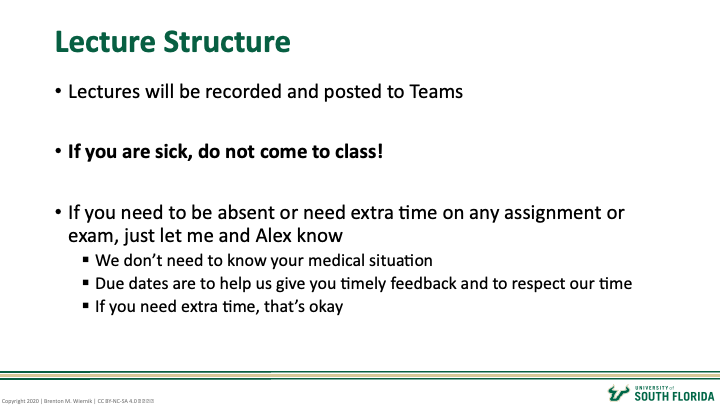 Lecture Structure
• Lectures will be recorded and posted to Teams
• If you are sick, do not come to class!
• If you need to be absent or need extra time on any assignment or
exam, just let me and Alex know
▪ We don't need to know your medical situation
▪ Due dates are to help us give you timely feedback and to respect our time
▪ If you need extra time, that's okay
Copyright 2020 | Brenton M. Wiernik | CC BY-NC-SA 4.0
UNIVERSITY of
SOUTH FLORIDA